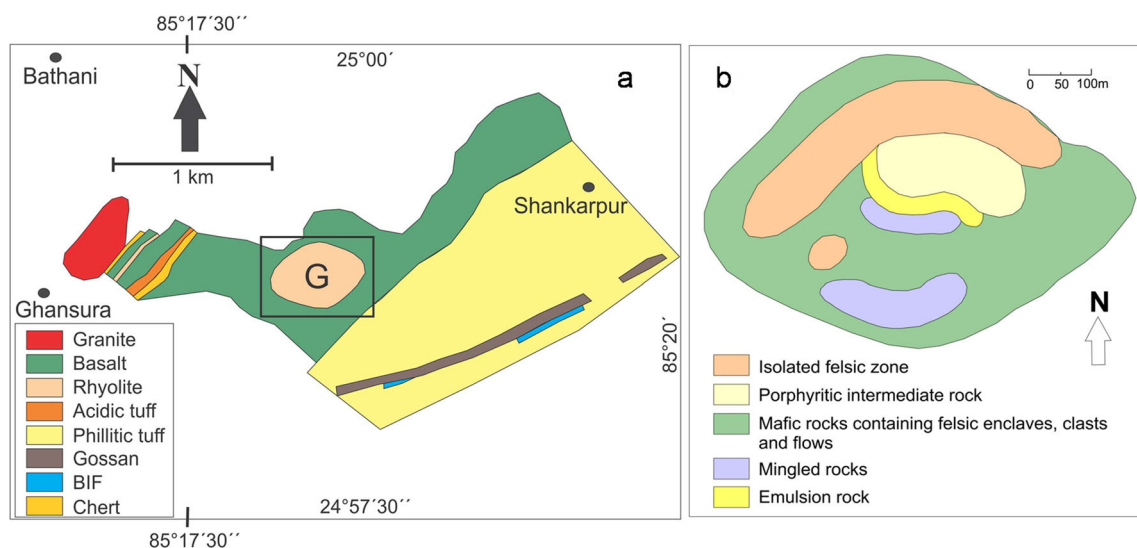 85°17´30´´
Bathani
N
25°00´
a
1 km
Shankarpur
G
Ghansura
85°20´
Granite
Basalt
Rhyolite
Acidic tuff
Phillitic tuff
Gossan
BIF
Chert
24°57´30´´
85°17´30´´
b
0 50 100m
N
Isolated felsic zone
Porphyritic intermediate rock
Mafic rocks containing felsic enclaves, clasts
and flows
Mingled rocks
Emulsion rock